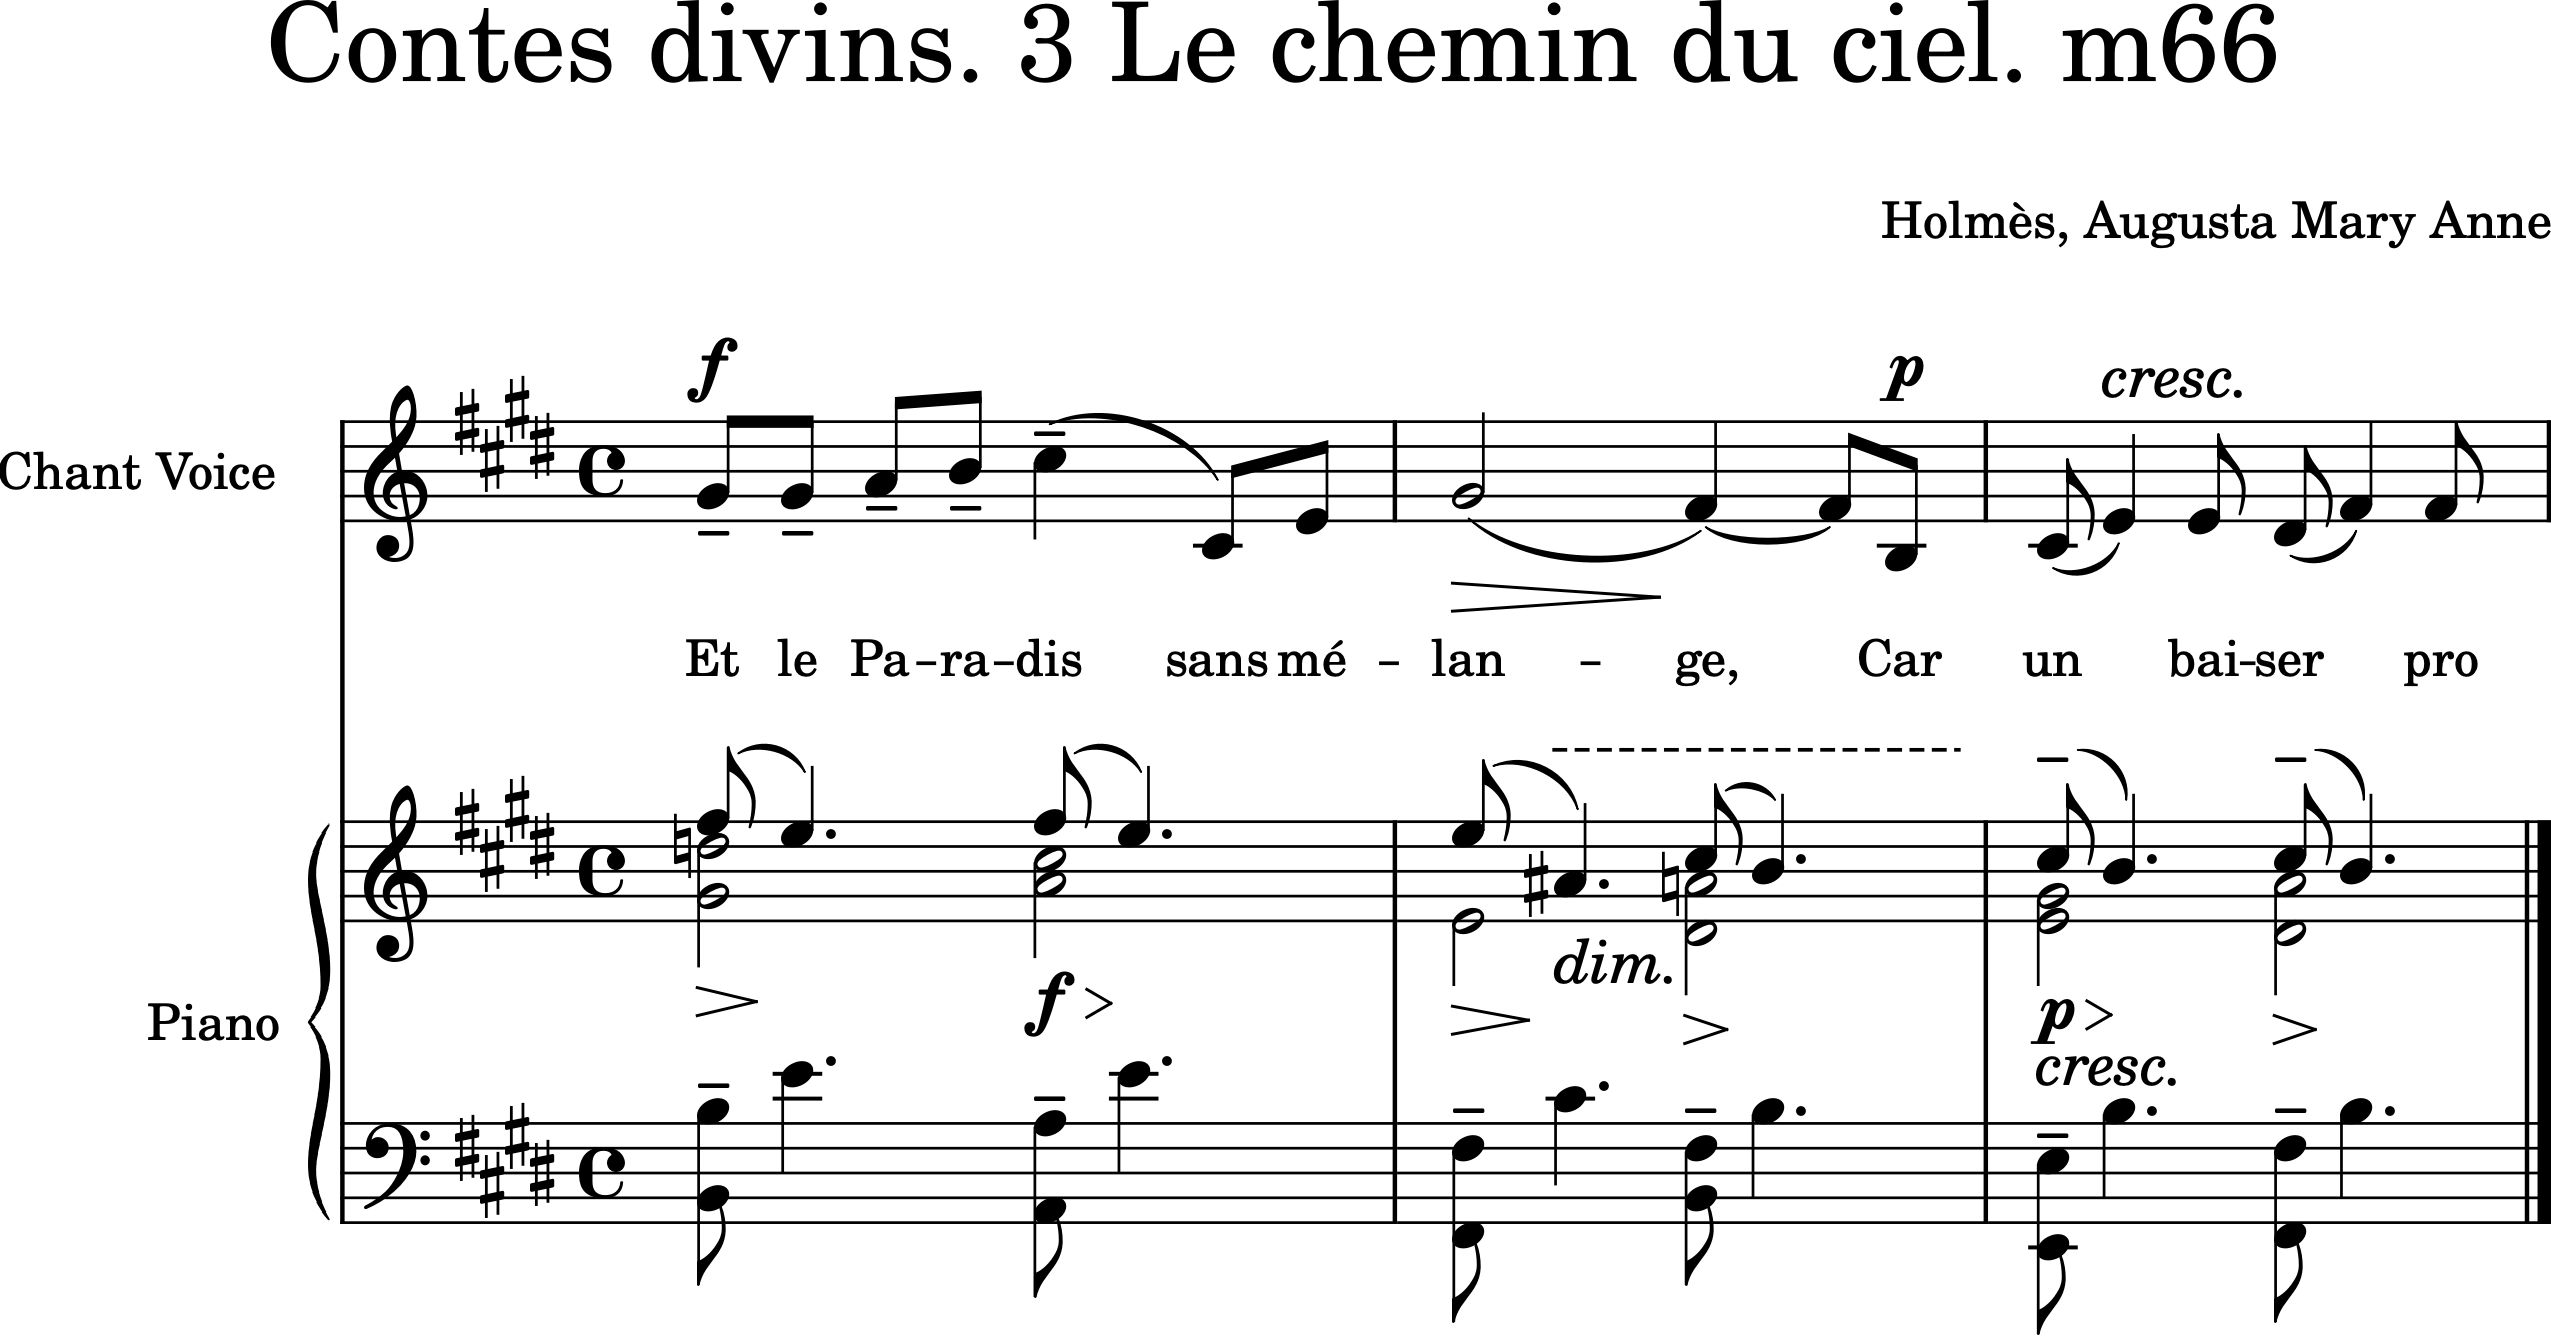 Contes divins. 3 Le chemin du ciel. m66
Holmès, Augusta Mary Anne
f p cresc.
Chant Voice
Et le Pa-ra-dis sans mé - lan - ge, Car un bai-ser pro
dim.
f p
Piano
cresc.